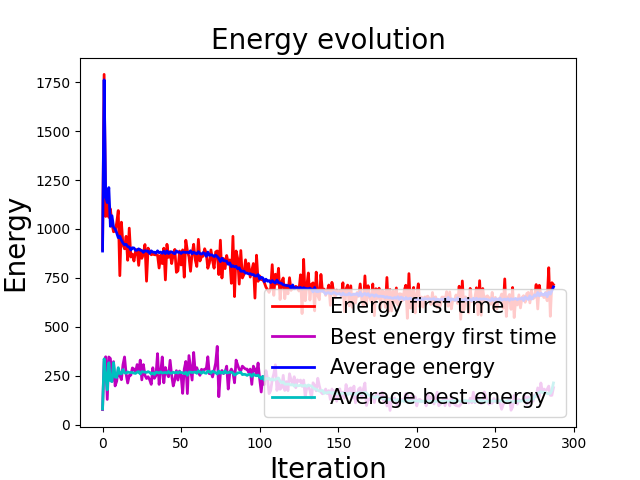 Energy evolution
1750
1500
1250
1000
750
500
250
0
Energy
Energy first time
Best energy first time
Average energy
Average best energy
0 50 100 150 200 250 300
Iteration